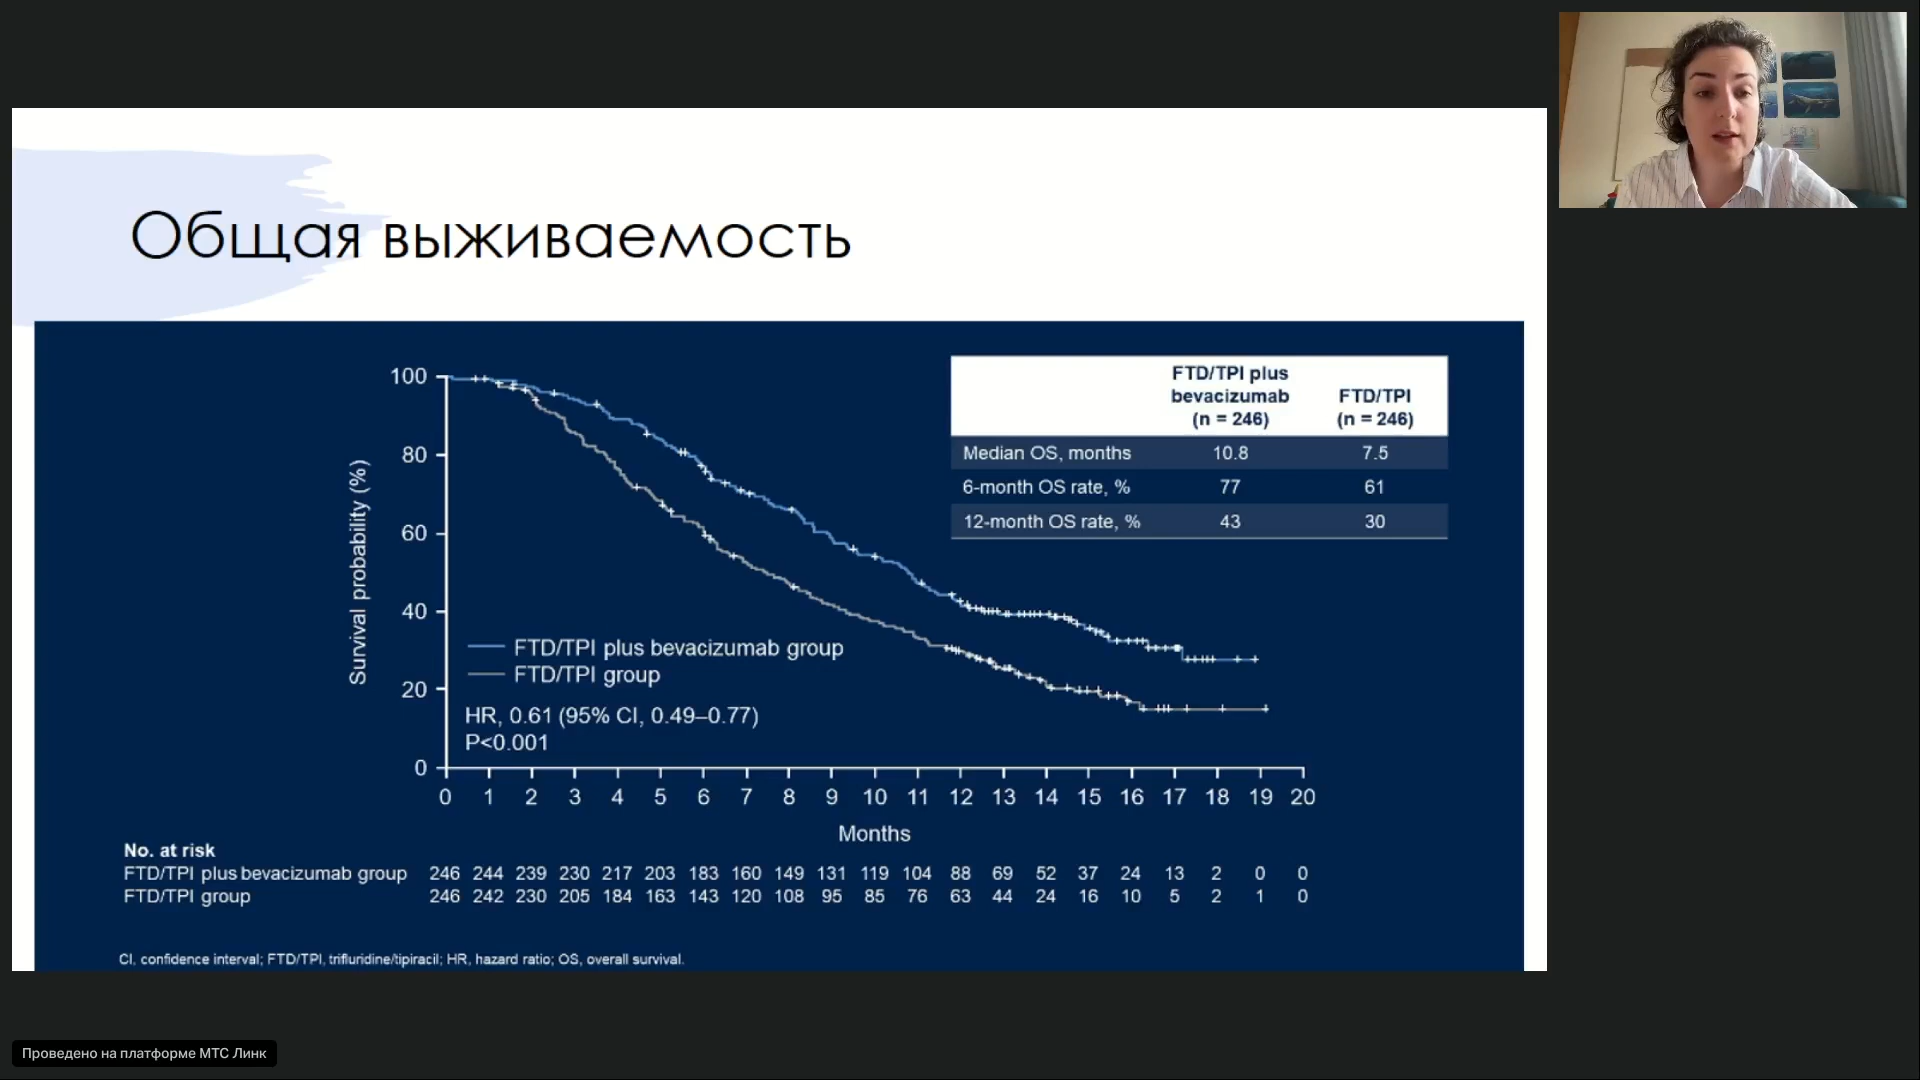 Общая выживаемость
FTD/TPI plus bevacizumab (n = 246) FTD/TPI (n = 246)
Median OS, months 10.8 7.5
6-month OS rate, % 77 61
12-month OS rate, % 43 30
Survival probability (%)
100
80
60
40
20
0
FTD/TPI plus bevacizumab group
FTD/TPI group
HR, 0.61 (95% CI, 0.49–0.77)
P<0.001
0 1 2 3 4 5 6 7 8 9 10 11 12 13 14 15 16 17 18 19 20
Months
No. at risk
FTD/TPI plus bevacizumab group 246 244 239 230 217 203 183 160 149 131 119 104 88 69 52 37 24 13 2 0 0
FTD/TPI group 246 242 230 205 184 163 143 120 108 95 85 76 63 44 24 16 10 5 2 1 0
CI, confidence interval; FTD/TPI, trifluridine/tipiracil; HR, hazard ratio; OS, overall survival.
Проведено на платформе МТС Линк